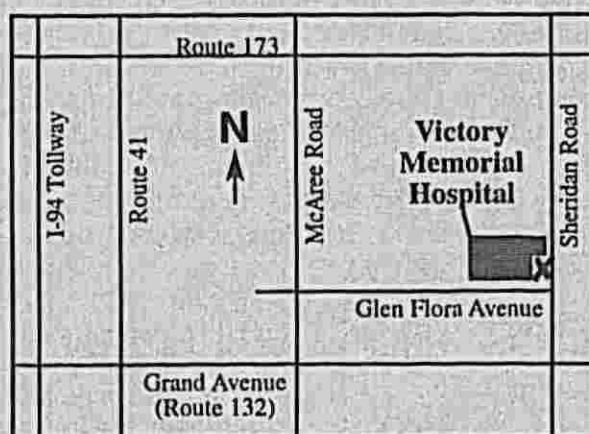 Route 173
I-94 Tollway
Route 41
N
McAree Road
Victory
Memorial
Hospital
Sheridan Road
X
Glen Flora Avenue
Grand Avenue
(Route 132)